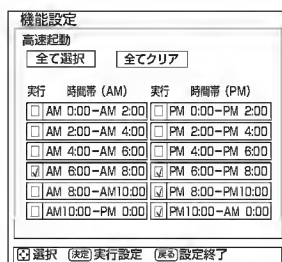 機能設定
高速起動
全て選択 全てクリア
実行 時間帯 (AM) 実行 時間帯 (PM)
AM 0:00-AM 2:00 PM 0:00-PM 2:00
AM 2:00-AM 4:00 PM 2:00-PM 4:00
AM 4:00-AM 6:00 PM 4:00-PM 6:00
AM 6:00-AM 8:00 PM 6:00-PM 8:00
AM 8:00-AM10:00 PM 8:00-PM10:00
AM10:00-PM 0:00 PM10:00-AM 0:00
選択 決定 実行設定 戻る 設定終了